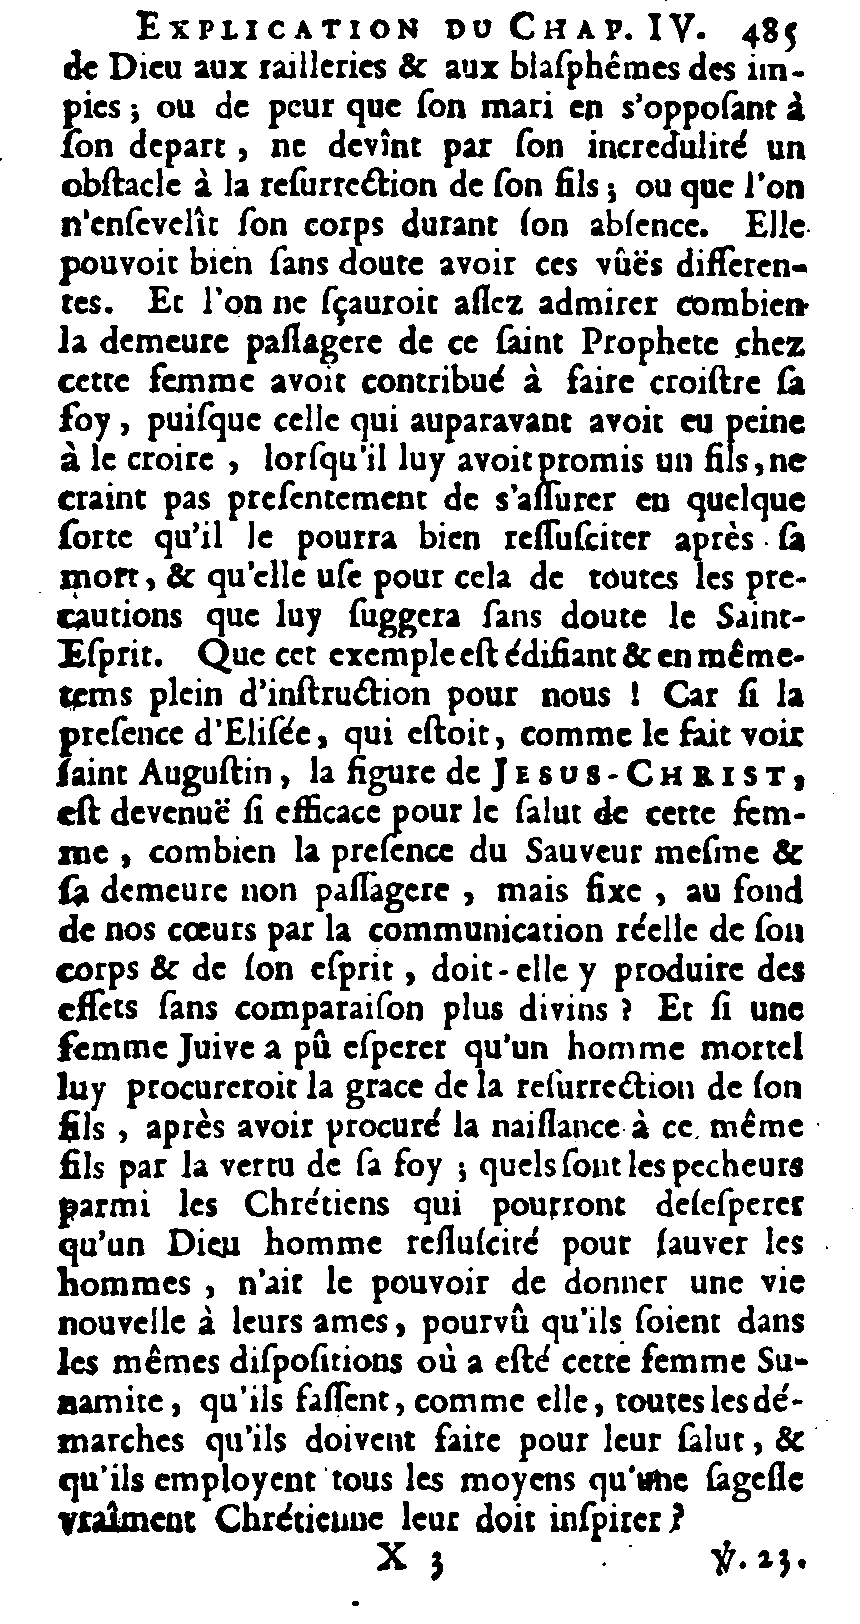 EXPLICATION DU CHAP. IV. 485
de Dieu aux railleries & aux blaſphêmes des im-
pies ; ou de peur que ſon mari en s'oppoſant à
ſon depart , ne devînt par ſon incredulité un
obſtacle à la reſurrection de ſon fils ; ou que l'on
n'enſevelît ſon corps durant ſon abſence. Elle
pouvoit bien ſans doute avoir ces vûës differen-
tes. Et l'on ne ſçauroit aſſez admirer combien
la demeure paſſagere de ce ſaint Prophete chez
cette femme avoit contribué à faire croiſtre ſa
foy , puiſque celle qui auparavant avoit eu peine
à le croire , lorſqu'il luy avoit promis un fils, ne
craint pas preſentement de s'aſſurer en quelque
ſorte qu'il le pourra bien reſſuſciter après ſa
mort, & qu'elle uſe pour cela de toutes les pre-
cautions que luy ſuggera ſans doute le Saint-
Eſprit. Que cet exemple eſt édifiant & en même-
tems plein d'inſtruction pour nous ! Car ſi la
preſence d'Eliſée, qui eſtoit, comme le fait voir
ſaint Auguſtin, la figure de JESUS-CHRIST,
eſt devenuë ſi efficace pour le ſalut de cette fem-
me , combien la preſence du Sauveur meſme &
ſa demeure non paſſagere , mais fixe , au fond
de nos cœurs par la communication réelle de ſon
corps & de ſon eſprit , doit-elle y produire des
effets ſans comparaiſon plus divins ? Et ſi une
femme Juive a pû eſperer qu'un homme mortel
luy procureroit la grace de la reſurrection de ſon
fils , après avoir procuré la naiſſance à ce même
fils par la vertu de ſa foy ; quels ſont les pecheurs
parmi les Chrétiens qui pourront deſeſperer
qu'un Dieu homme reſſuſcité pour ſauver les
hommes , n'ait le pouvoir de donner une vie
nouvelle à leurs ames, pourvû qu'ils ſoient dans
les mêmes diſpoſitions où a eſté cette femme Su-
namite, qu'ils faſſent, comme elle, toutes les dé-
marches qu'ils doivent faire pour leur ſalut, &
qu'ils employent tous les moyens qu'une ſageſſe
vraîment Chrétienne leur doit inſpirer ?
X 3 ℣. 23.